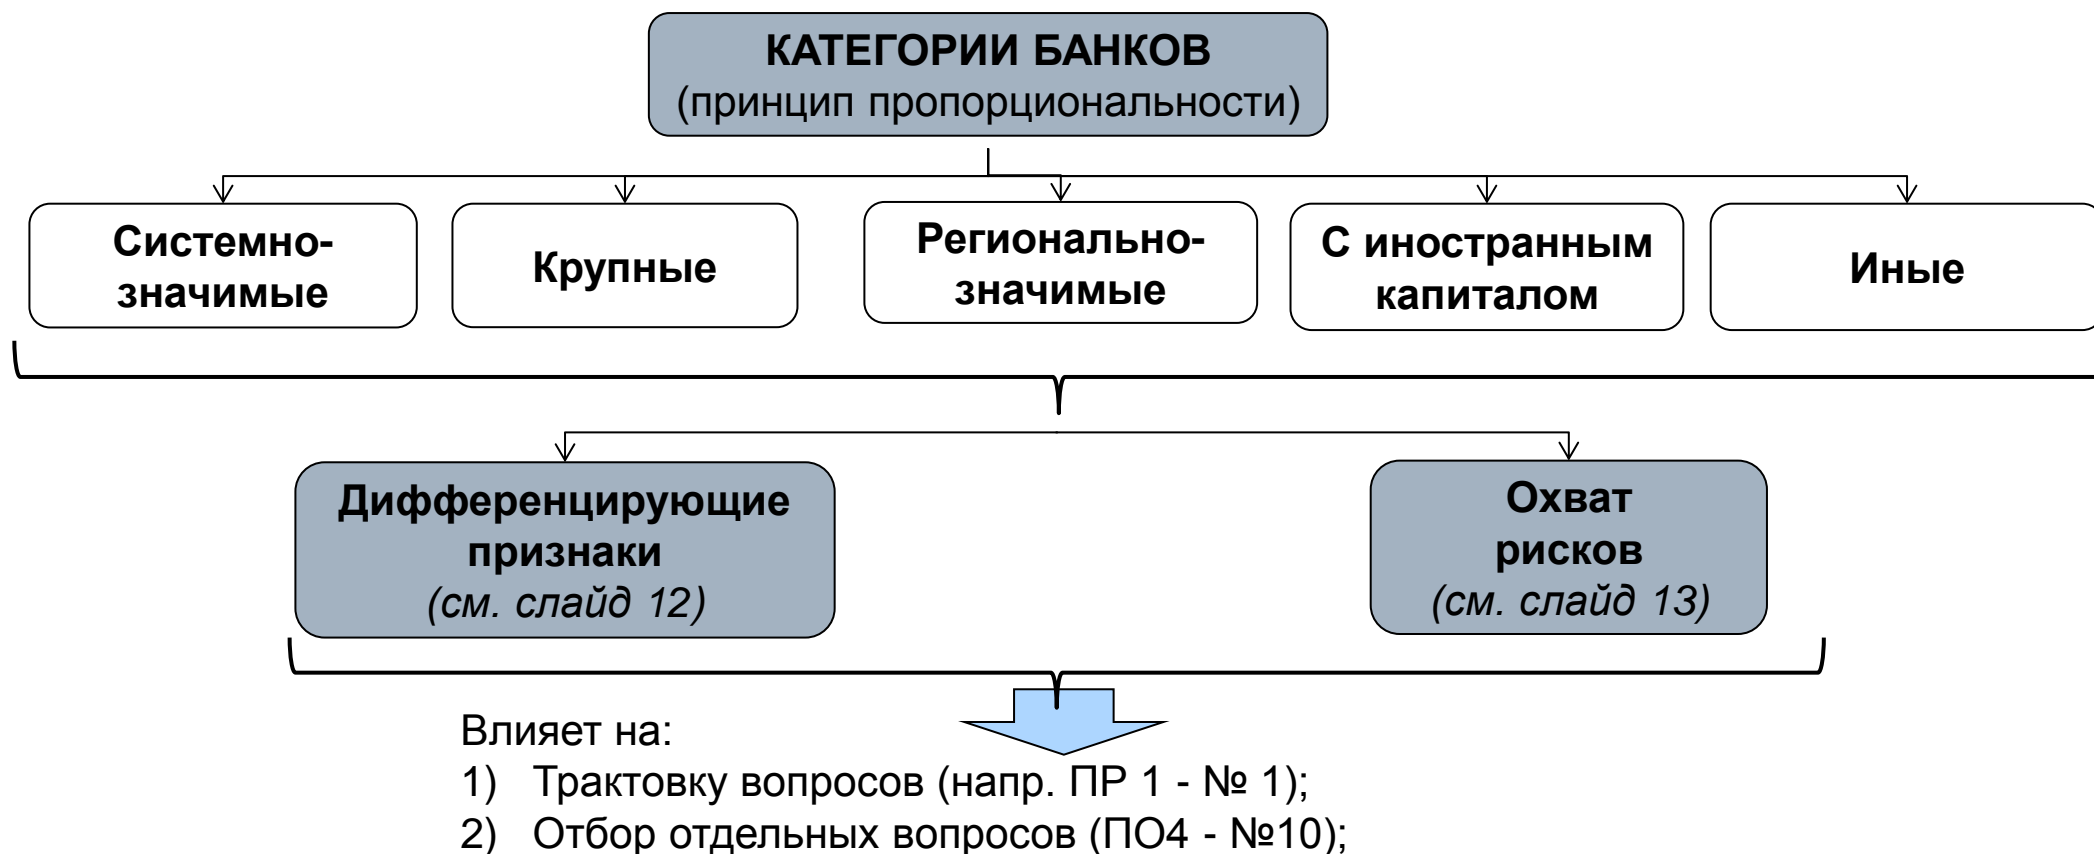 КАТЕГОРИИ БАНКОВ
(принцип пропорциональности)
Системно-
значимые
Крупные
Регионально-
значимые
С иностранным
капиталом
Иные
Дифференцирующие
признаки
(см. слайд 12)
Охват
рисков
(см. слайд 13)
Влияет на:
1) Трактовку вопросов (напр. ПР 1 - № 1);
2) Отбор отдельных вопросов (ПО4 - №10);